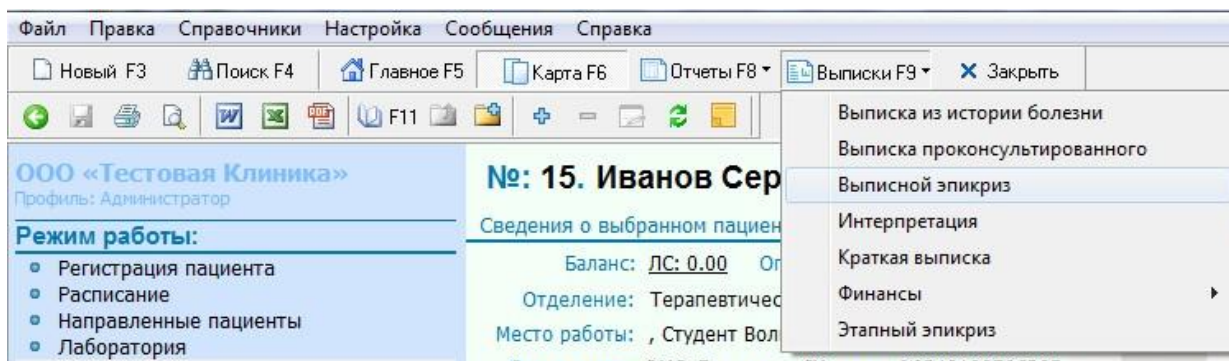 Файл Правка Справочники Настройка Сообщения Справка
Новый F3 Поиск F4 Главное F5 Карта F6 Отчеты F8 Выписки F9 Закрыть
F11
Выписка из истории болезни
Выписка проконсультированного
Выписной эпикриз
Интерпретация
Краткая выписка
Финансы
Этапный эпикриз
ООО «Тестовая Клиника»
Профиль: Администратор
Режим работы:
Регистрация пациента
Расписание
Направленные пациенты
Лаборатория
№: 15. Иванов Сер
Сведения о выбранном пациен
Баланс: ЛС: 0.00 Оп
Отделение: Терапевтичес
Место работы: , Студент Вол